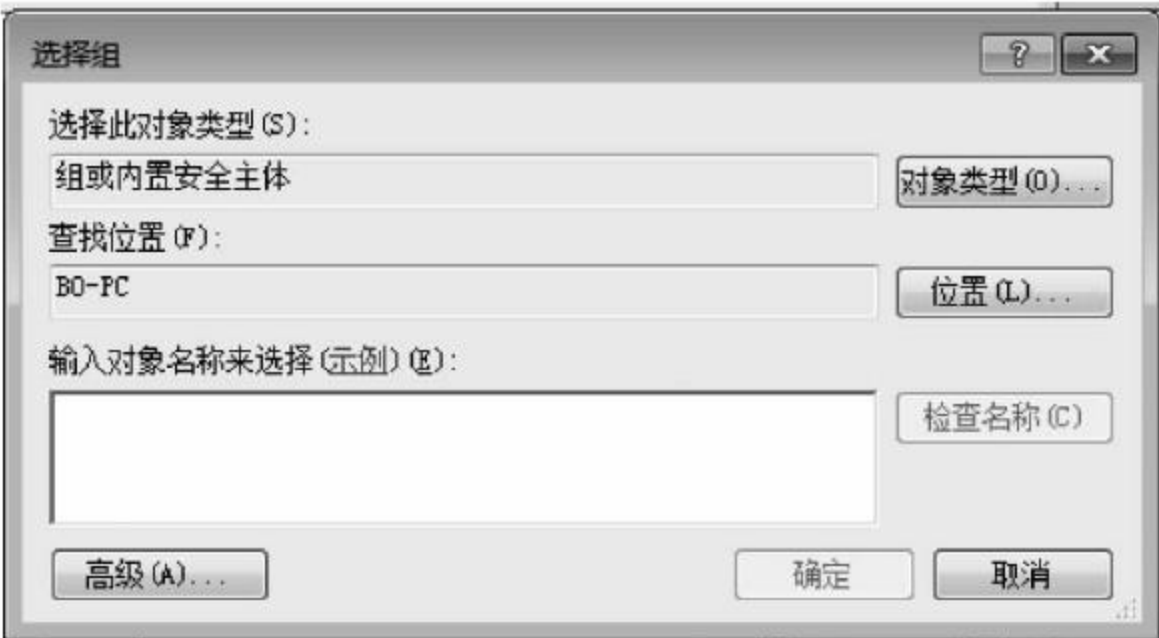 选择组
选择此对象类型(S):
组或内置安全主体
对象类型(O)...
查找位置(F):
BO-PC
位置(L)...
输入对象名称来选择(示例)(E):
检查名称(C)
高级(A)...
确定
取消